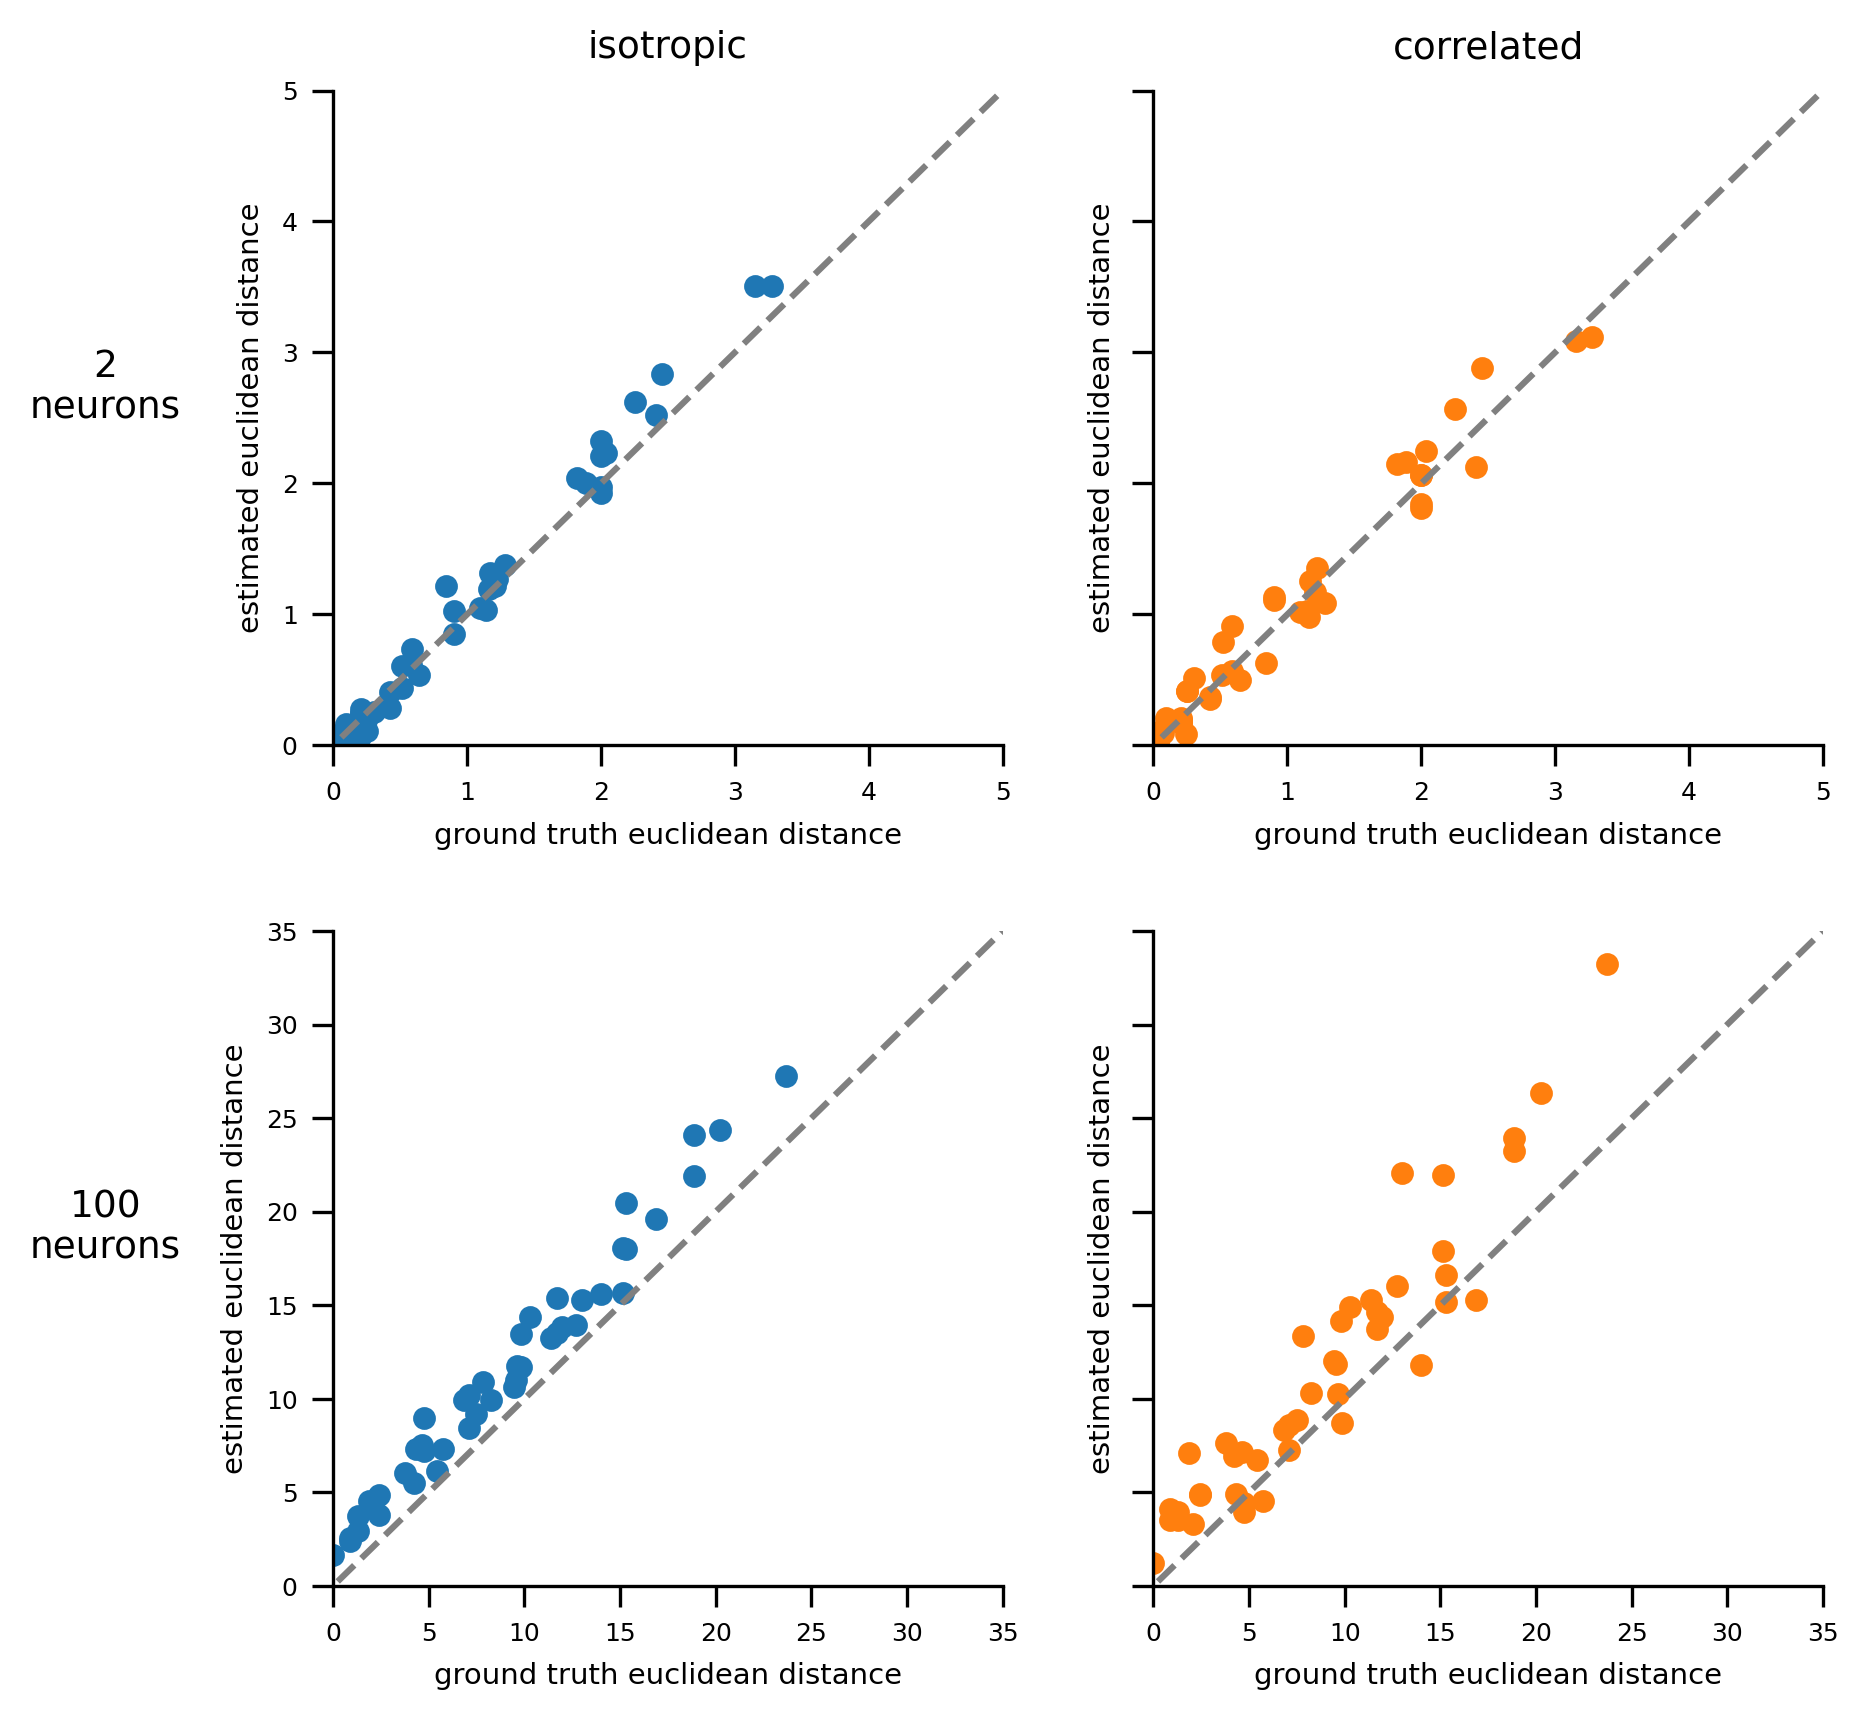 isotropic
correlated
2
neurons
estimated euclidean distance
5
4
3
2
1
0
0 1 2 3 4 5
ground truth euclidean distance
estimated euclidean distance
0 1 2 3 4 5
ground truth euclidean distance
100
neurons
estimated euclidean distance
35
30
25
20
15
10
5
0
0 5 10 15 20 25 30 35
ground truth euclidean distance
estimated euclidean distance
0 5 10 15 20 25 30 35
ground truth euclidean distance